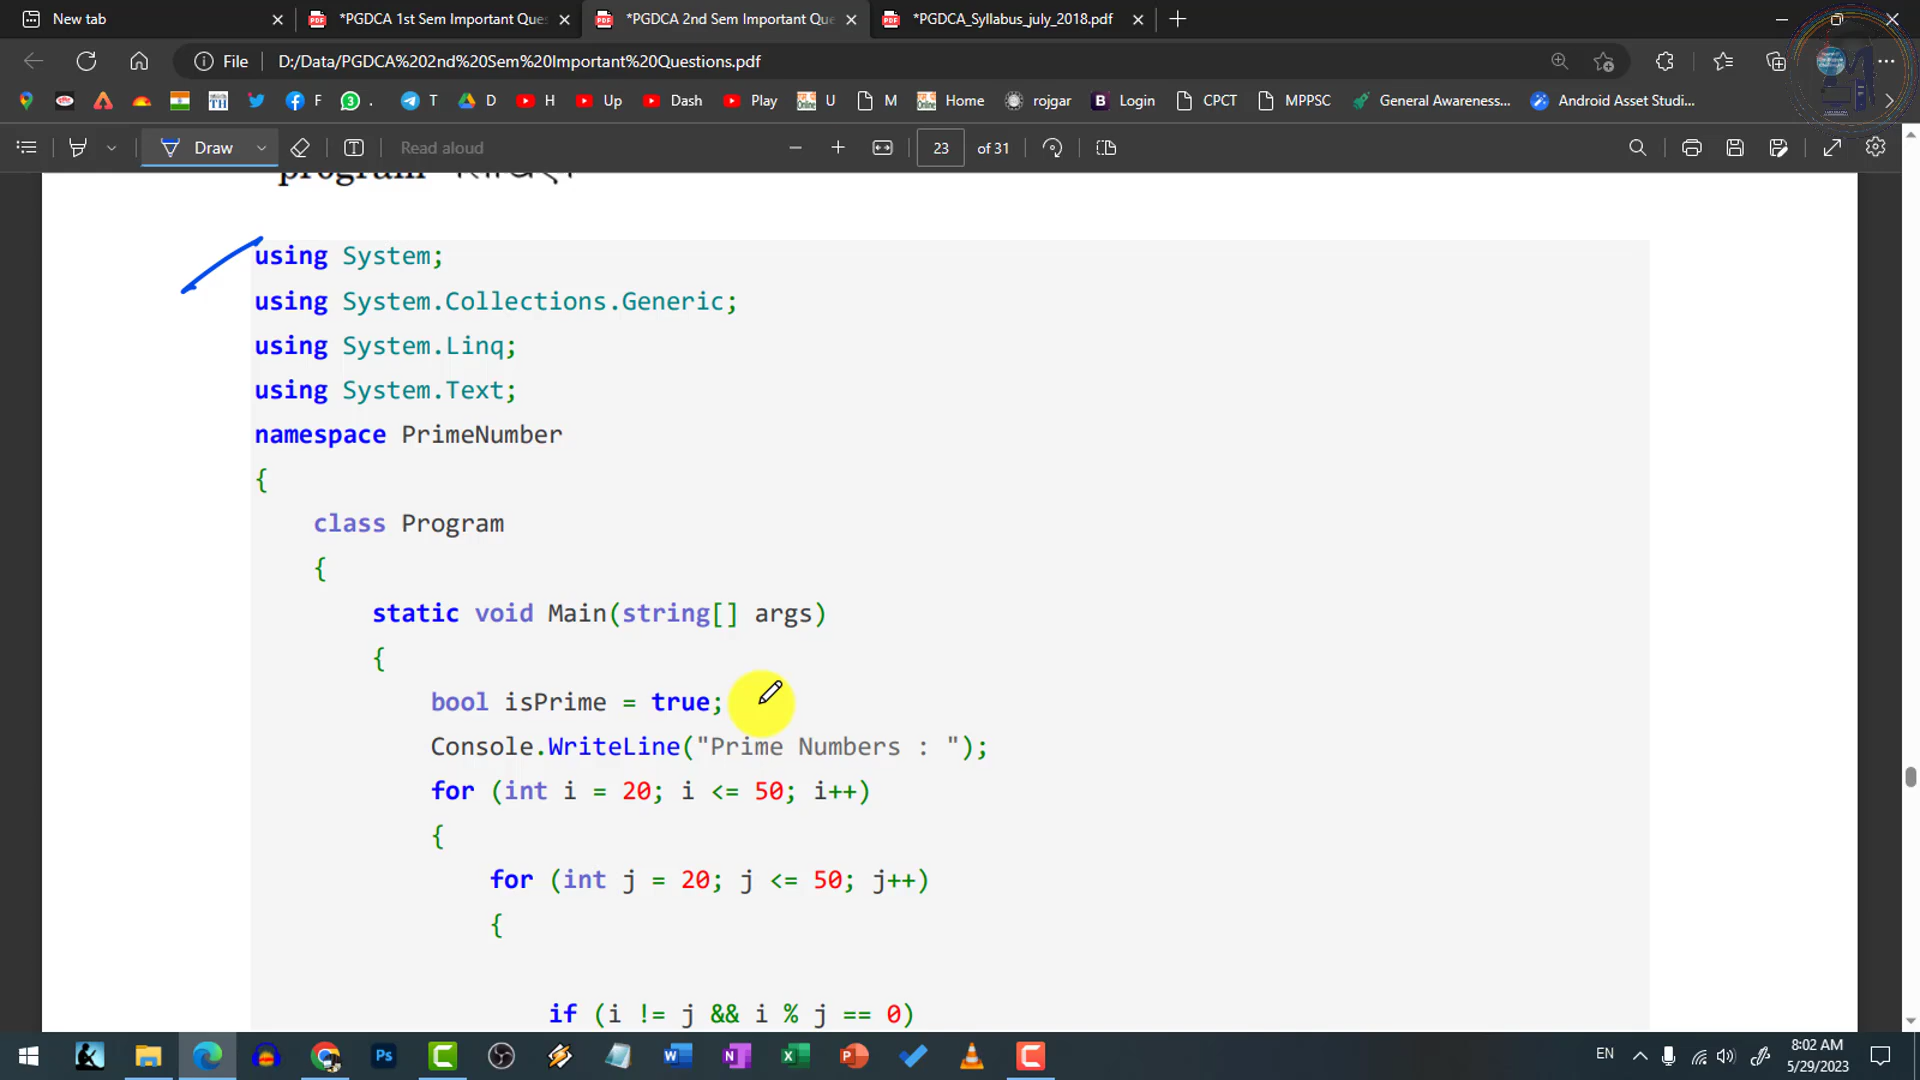 New tab
*PGDCA 1st Sem Important Ques
*PGDCA 2nd Sem Important Que
*PGDCA_Syllabus_july_2018.pdf
File
D:/Data/PGDCA%202nd%20Sem%20Important%20Questions.pdf
F
.
T
D
H
Up
Dash
Play
U
M
Home
rojgar
Login
CPCT
MPPSC
General Awareness...
Android Asset Studi...
Draw
Read aloud
23
of 31
program
using System;
using System.Collections.Generic;
using System.Linq;
using System.Text;
namespace PrimeNumber
{
class Program
{
static void Main(string[] args)
{
bool isPrime = true;
Console.WriteLine("Prime Numbers : ");
for (int i = 20; i <= 50; i++)
{
for (int j = 20; j <= 50; j++)
{
if (i != j && i % j == 0)
EN
8:02 AM
5/29/2023